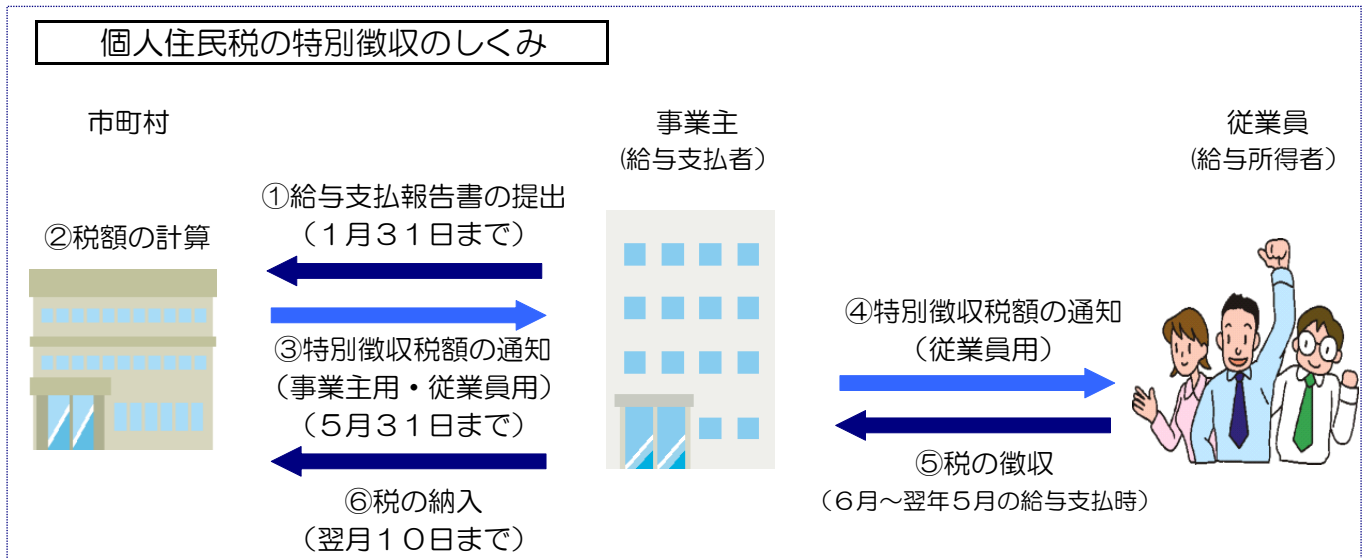 個人住民税の特別徴収のしくみ
市町村
事業主
(給与支払者)
従業員
(給与所得者)
①給与支払報告書の提出
(1月31日まで)
②税額の計算
③特別徴収税額の通知
(事業主用・従業員用)
(5月31日まで)
④特別徴収税額の通知
(従業員用)
⑤税の徴収
(6月~翌年5月の給与支払時)
⑥税の納入
(翌月10日まで)